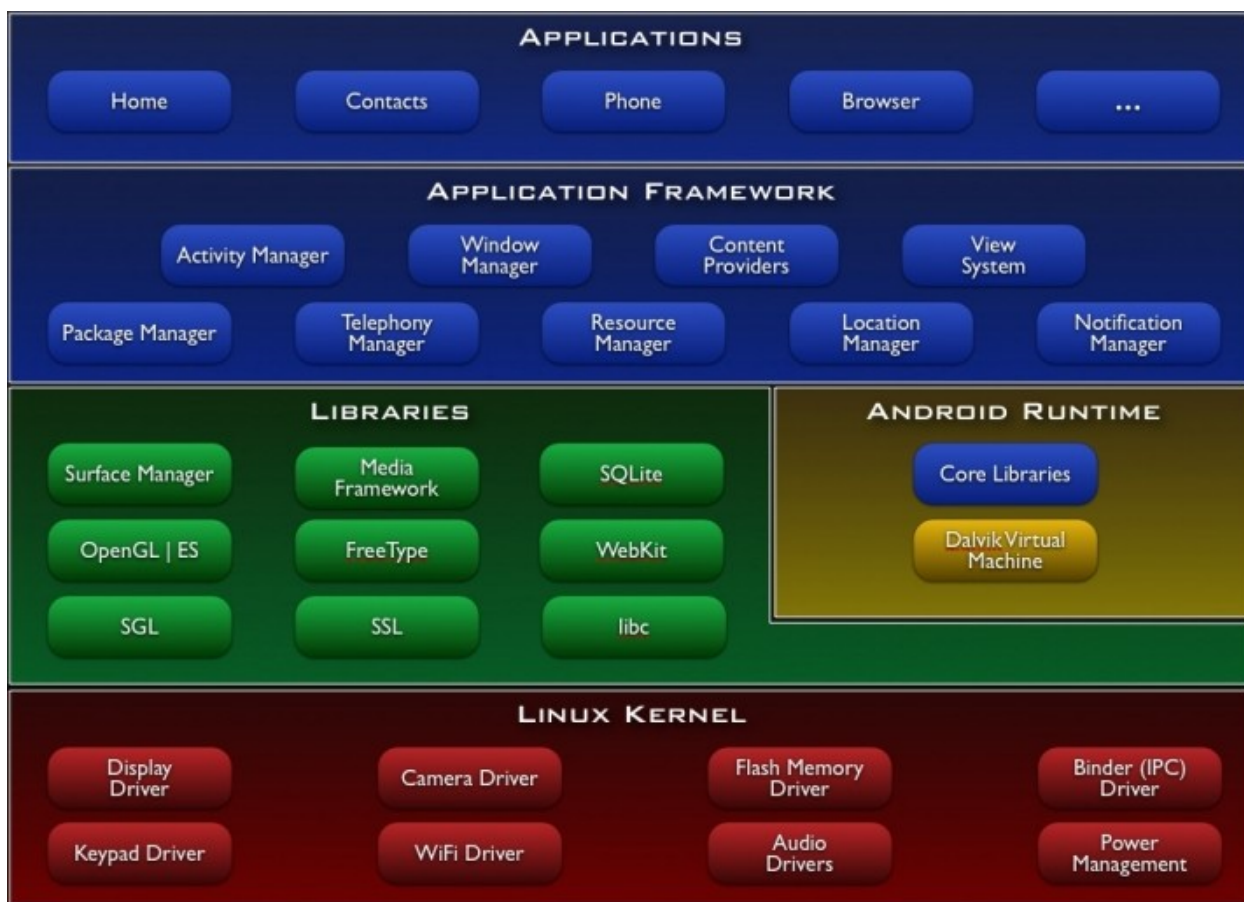 APPLICATIONS
Home
Contacts
Phone
Browser
...
APPLICATION FRAMEWORK
Activity Manager
Window
Manager
Content
Providers
View
System
Package Manager
Telephony
Manager
Resource
Manager
Location
Manager
Notification
Manager
LIBRARIES
Surface Manager
Media
Framework
SQLite
OpenGL | ES
FreeType
WebKit
SGL
SSL
libc
ANDROID RUNTIME
Core Libraries
Dalvik Virtual
Machine
LINUX KERNEL
Display
Driver
Camera Driver
Flash Memory
Driver
Binder (IPC)
Driver
Keypad Driver
WiFi Driver
Audio
Drivers
Power
Management